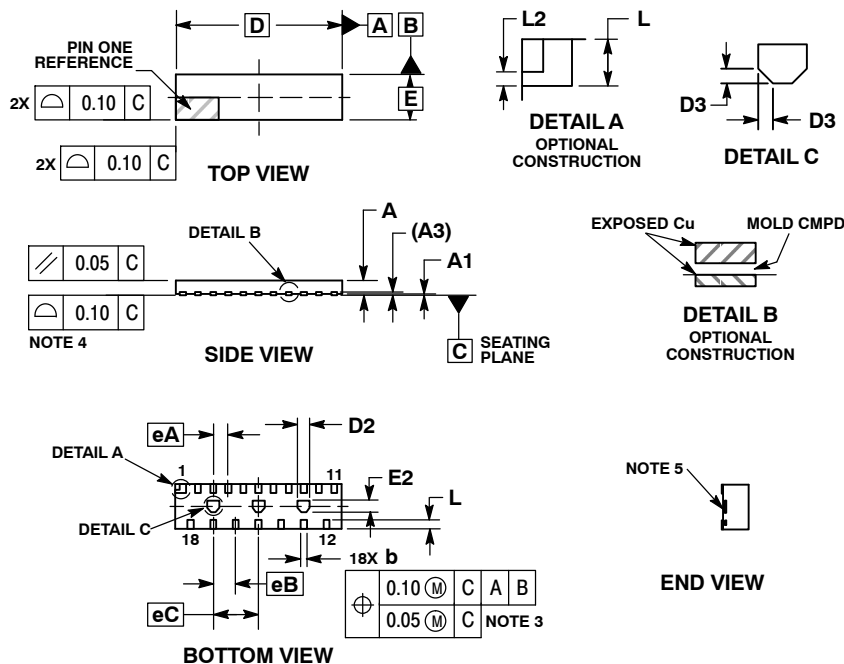 D
A
B
PIN ONE
REFERENCE
E
2X ⌓ 0.10 C
2X ⌓ 0.10 C
TOP VIEW
L2
L
DETAIL A
OPTIONAL
CONSTRUCTION
D3
D3
DETAIL C
DETAIL B
A
(A3)
A1
⫽ 0.05 C
⌓ 0.10 C
NOTE 4
SIDE VIEW
C SEATING
PLANE
EXPOSED Cu
MOLD CMPD
DETAIL B
OPTIONAL
CONSTRUCTION
eA
D2
DETAIL A
1
11
E2
L
DETAIL C
18
12
18X b
eB
eC
⌖ 0.10 Ⓜ C A B
0.05 Ⓜ C NOTE 3
BOTTOM VIEW
NOTE 5
END VIEW